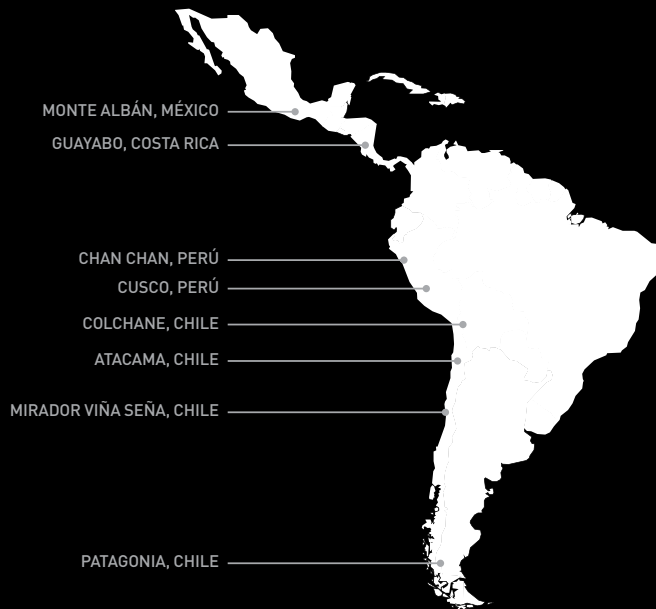 MONTE ALBÁN, MÉXICO
GUAYABO, COSTA RICA
CHAN CHAN, PERÚ
CUSCO, PERÚ
COLCHANE, CHILE
ATACAMA, CHILE
MIRADOR VIÑA SEÑA, CHILE
PATAGONIA, CHILE